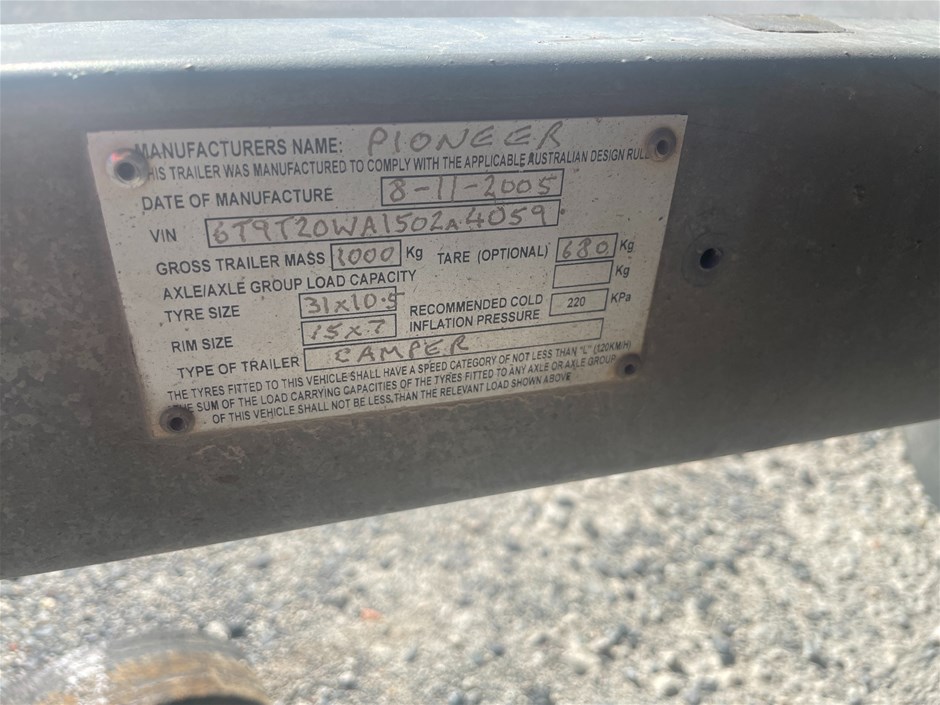 MANUFACTURERS NAME: PIONEER
THIS TRAILER WAS MANUFACTURED TO COMPLY WITH THE APPLICABLE AUSTRALIAN DESIGN RULES
DATE OF MANUFACTURE 8-11-2005
VIN 6T9T20WA1502A4059
GROSS TRAILER MASS 1000 Kg TARE (OPTIONAL) 680 Kg
AXLE/AXLE GROUP LOAD CAPACITY Kg
TYRE SIZE 31x10.5 RECOMMENDED COLD INFLATION PRESSURE 220 KPa
RIM SIZE 15x7
TYPE OF TRAILER CAMPER
THE TYRES FITTED TO THIS VEHICLE SHALL HAVE A SPEED CATEGORY OF NOT LESS THAN "L" (120KM/H)
THE SUM OF THE LOAD CARRYING CAPACITIES OF THE TYRES FITTED TO ANY AXLE OR AXLE GROUP
OF THIS VEHICLE SHALL NOT BE LESS THAN THE RELEVANT LOAD SHOWN ABOVE